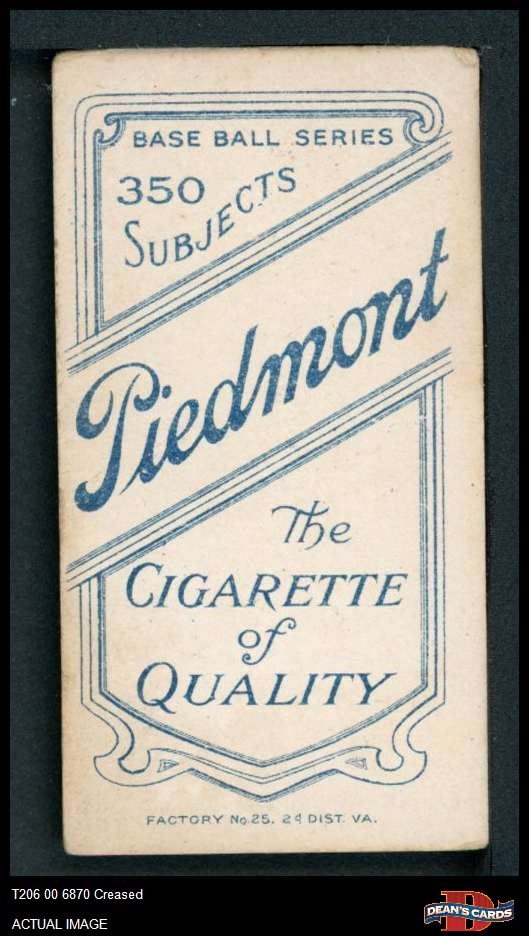 BASE BALL SERIES
350
SUBJECTS
Piedmont
The
CIGARETTE
of
QUALITY
FACTORY No. 25. 2d DIST. VA.
T206 00 6870 Creased
ACTUAL IMAGE
D
DEAN'S CARDS